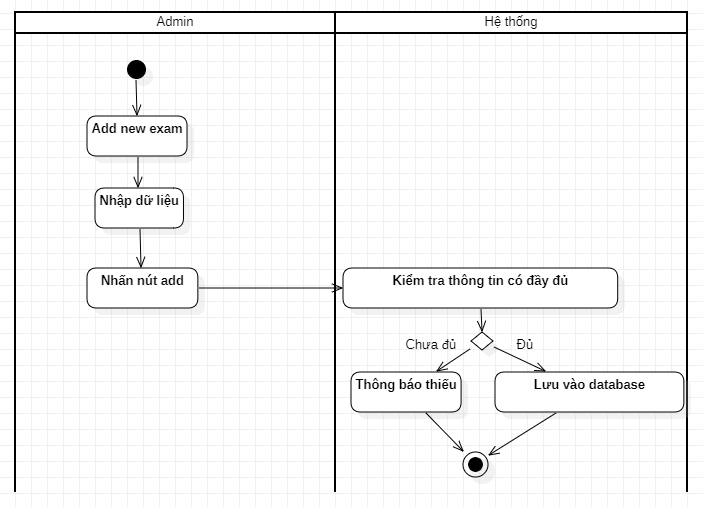 Admin
Hệ thống
Add new exam
Nhập dữ liệu
Nhấn nút add
Kiểm tra thông tin có đầy đủ
Chưa đủ
Đủ
Thông báo thiếu
Lưu vào database